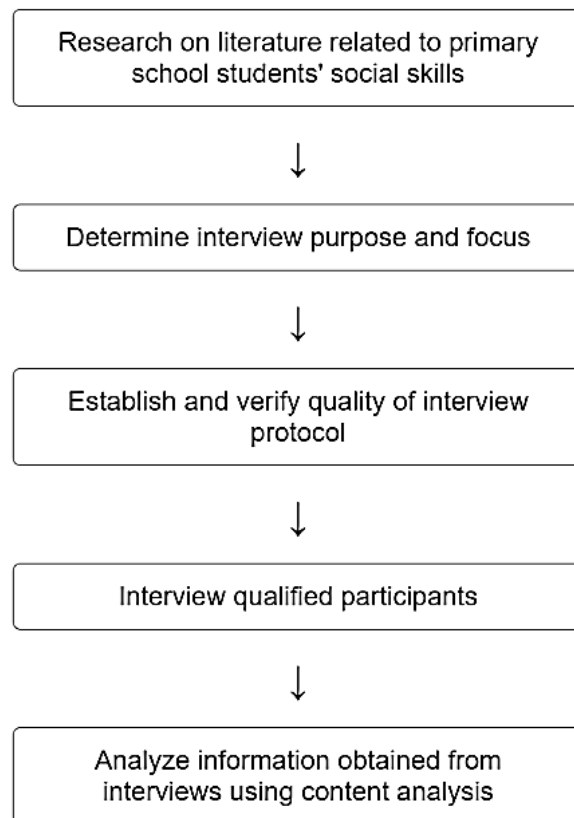 Research on literature related to primary
school students' social skills
↓
Determine interview purpose and focus
↓
Establish and verify quality of interview
protocol
↓
Interview qualified participants
↓
Analyze information obtained from
interviews using content analysis